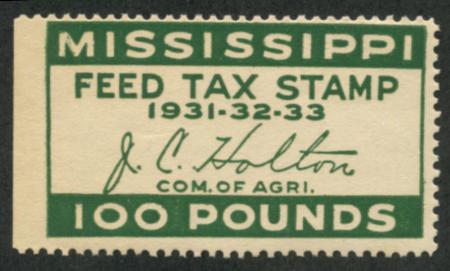 MISSISSIPPI
FEED TAX STAMP
1931-32-33
J. C. Holton
COM. OF AGRI.
100 POUNDS